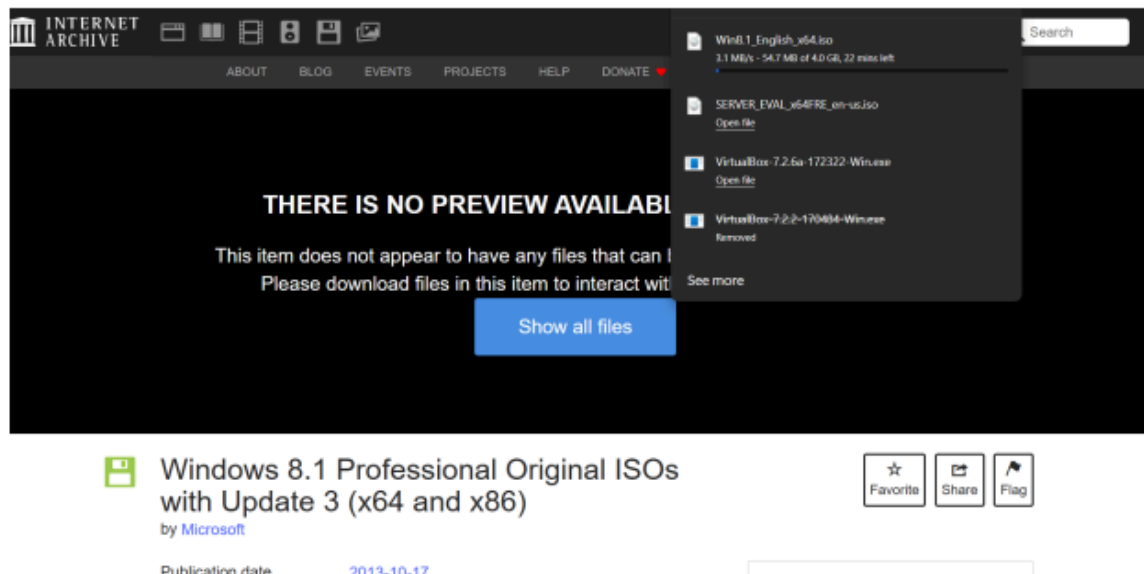 INTERNET
ARCHIVE
Search
ABOUT BLOG EVENTS PROJECTS HELP DONATE
Win8.1_English_x64.iso
3.1 MB/s - 54.7 MB of 4.0 GB, 22 mins left
SERVER_EVAL_x64FRE_en-us.iso
Open file
VirtualBox-7.2.6a-172322-Win.exe
Open file
VirtualBox-7.2.2-170484-Win.exe
Removed
See more
THERE IS NO PREVIEW AVAILABL
This item does not appear to have any files that can
Please download files in this item to interact wit
Show all files
Windows 8.1 Professional Original ISOs
with Update 3 (x64 and x86)
by Microsoft
Favorite Share Flag
Publication date 2013-10-17